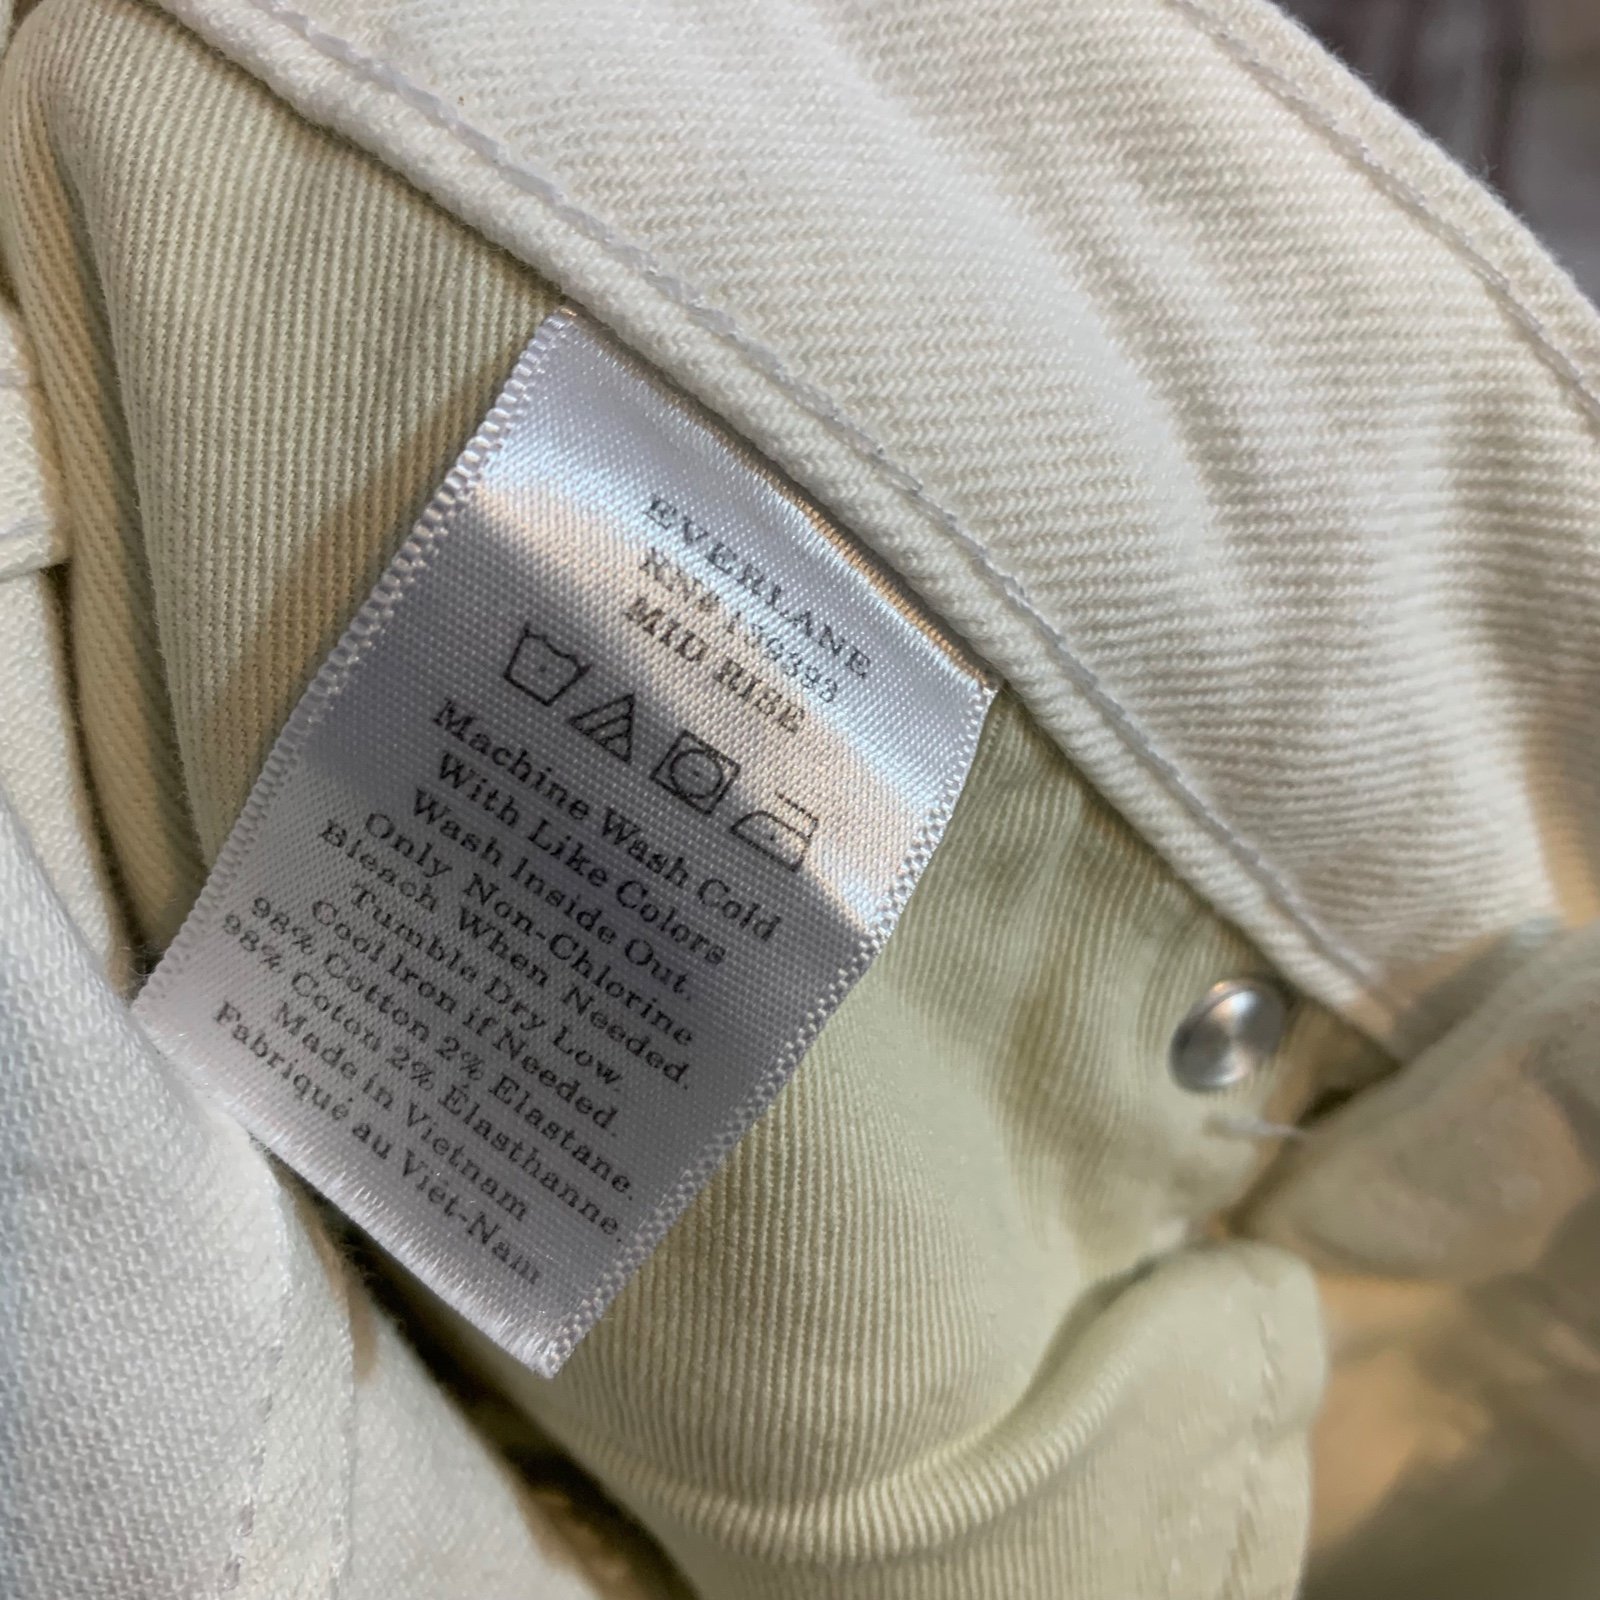 EVERLANE
RN# 136393
MID RISE
Machine Wash Cold
With Like Colors
Wash Inside Out.
Only Non-Chlorine
Bleach When Needed.
Tumble Dry Low.
Cool Iron if Needed.
98% Cotton 2% Elastane.
98% Coton 2% Élasthanne.
Made in Vietnam
Fabriqué au Viêt-Nam